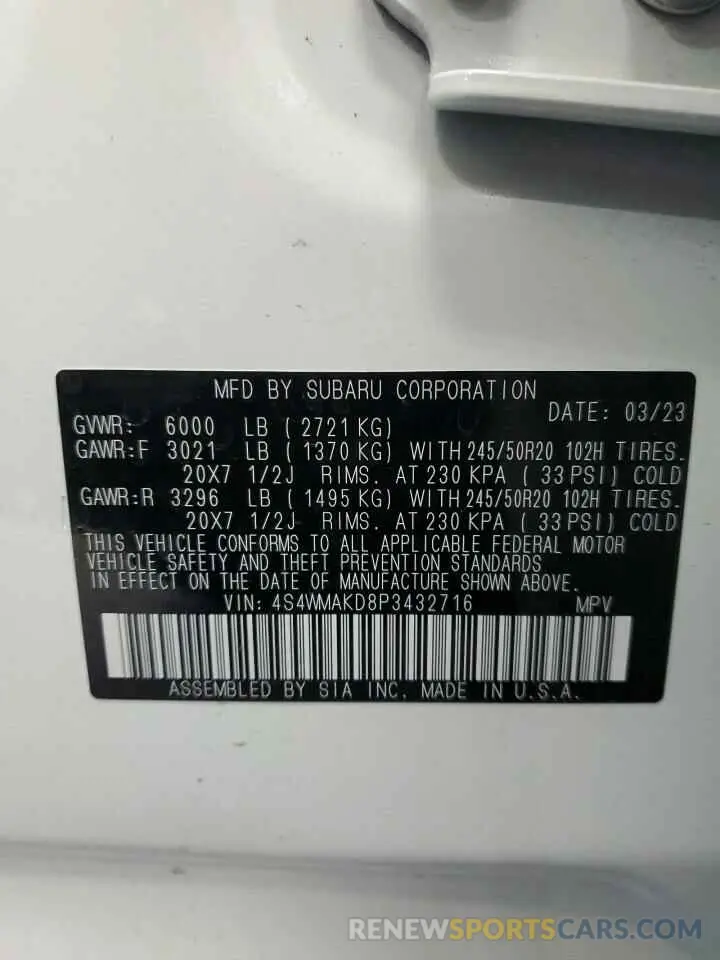 MFD BY SUBARU CORPORATION
DATE: 03/23
GVWR: 6000 LB ( 2721 KG)
GAWR:F 3021 LB ( 1370 KG) WITH 245/50R20 102H TIRES.
20X7 1/2J RIMS. AT 230 KPA ( 33 PSI) COLD
GAWR:R 3296 LB ( 1495 KG) WITH 245/50R20 102H TIRES.
20X7 1/2J RIMS. AT 230 KPA ( 33 PSI) COLD
THIS VEHICLE CONFORMS TO ALL APPLICABLE FEDERAL MOTOR
VEHICLE SAFETY AND THEFT PREVENTION STANDARDS
IN EFFECT ON THE DATE OF MANUFACTURE SHOWN ABOVE.
VIN: 4S4WMAKD8P3432716 MPV
ASSEMBLED BY SIA INC. MADE IN U.S.A.
RENEWSPORTSCARS.COM